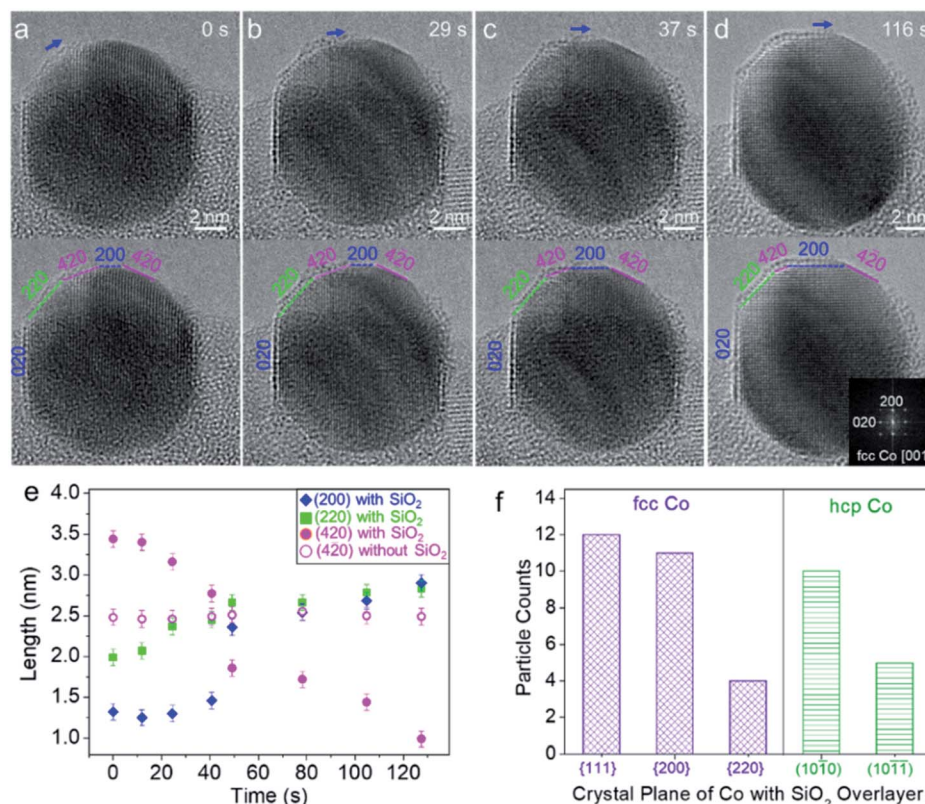 a 0 s
b 29 s
c 37 s
d 116 s
2 nm
2 nm
2 nm
2 nm
020 220 420 200 420
020 220 420 200 420
020 220 420 200 420
020 220 420 200 420
200
020
fcc Co [001
e
Length (nm)
4.0
3.5
3.0
2.5
2.0
1.5
1.0
(200) with SiO₂
(220) with SiO₂
(420) with SiO₂
(420) without SiO₂
0 20 40 60 80 100 120
Time (s)
f
Particle Counts
14
12
10
8
6
4
2
0
fcc Co
hcp Co
{111} {200} {220} (101̄0) (101̄1̄)
Crystal Plane of Co with SiO₂ Overlayer